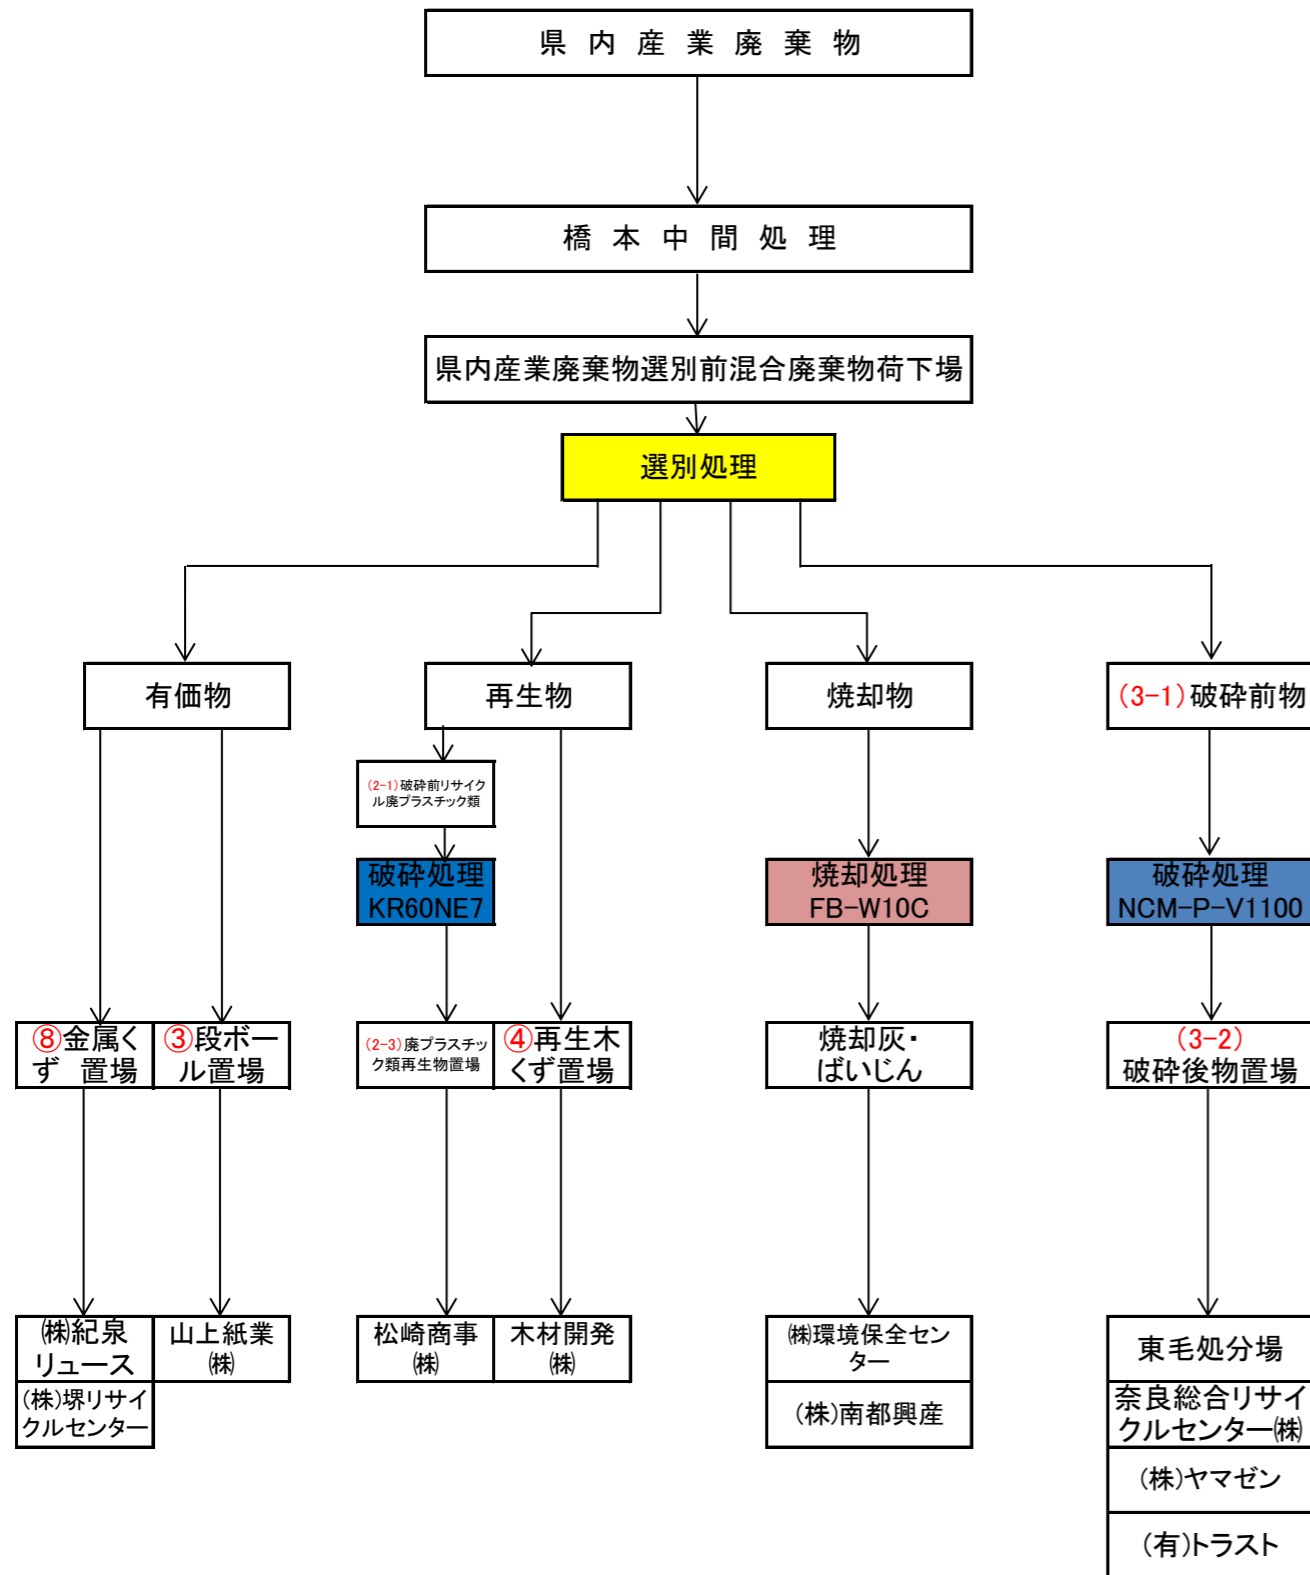 県内産業廃棄物
橋本中間処理
県内産業廃棄物選別前混合廃棄物荷下場
選別処理
有価物
再生物
焼却物
(3-1)破砕前物
(2-1)破砕前リサイク
ル廃プラスチック類
破砕処理
KR60NE7
焼却処理
FB-W10C
破砕処理
NCM-P-V1100
⑧金属く
ず 置場
③段ボー
ル置場
(2-3)廃プラスチッ
ク類再生物置場
④再生木
くず置場
焼却灰・
ばいじん
(3-2)
破砕後物置場
㈱紀泉
リュース
山上紙業
㈱
松崎商事
㈱
木材開発
㈱
㈱環境保全セン
ター
東毛処分場
(株)堺リサイ
クルセンター
(株)南都興産
奈良総合リサイ
クルセンター㈱
(株)ヤマゼン
(有)トラスト